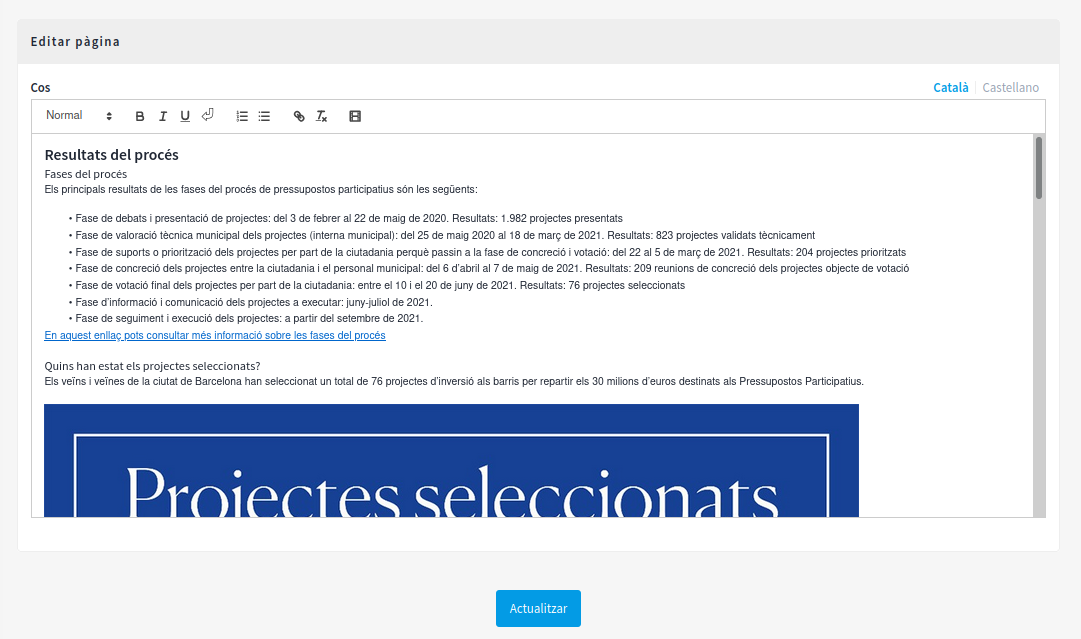 Editar pàgina
Cos
Català
Castellano
Normal
B I U
Resultats del procés
Fases del procés
Els principals resultats de les fases del procés de pressupostos participatius són les següents:
• Fase de debats i presentació de projectes: del 3 de febrer al 22 de maig de 2020. Resultats: 1.982 projectes presentats
• Fase de valoració tècnica municipal dels projectes (interna municipal): del 25 de maig 2020 al 18 de març de 2021. Resultats: 823 projectes validats tècnicament
• Fase de suports o priorització dels projectes per part de la ciutadania perquè passin a la fase de concreció i votació: del 22 al 5 de març de 2021. Resultats: 204 projectes prioritzats
• Fase de concreció dels projectes entre la ciutadania i el personal municipal: del 6 d'abril al 7 de maig de 2021. Resultats: 209 reunions de concreció dels projectes objecte de votació
• Fase de votació final dels projectes per part de la ciutadania: entre el 10 i el 20 de juny de 2021. Resultats: 76 projectes seleccionats
• Fase d'informació i comunicació dels projectes a executar: juny-juliol de 2021.
• Fase de seguiment i execució dels projectes: a partir del setembre de 2021.
En aquest enllaç pots consultar més informació sobre les fases del procés
Quins han estat els projectes seleccionats?
Els veïns i veïnes de la ciutat de Barcelona han seleccionat un total de 76 projectes d'inversió als barris per repartir els 30 milions d'euros destinats als Pressupostos Participatius.
Projectes seleccionats
Actualitzar